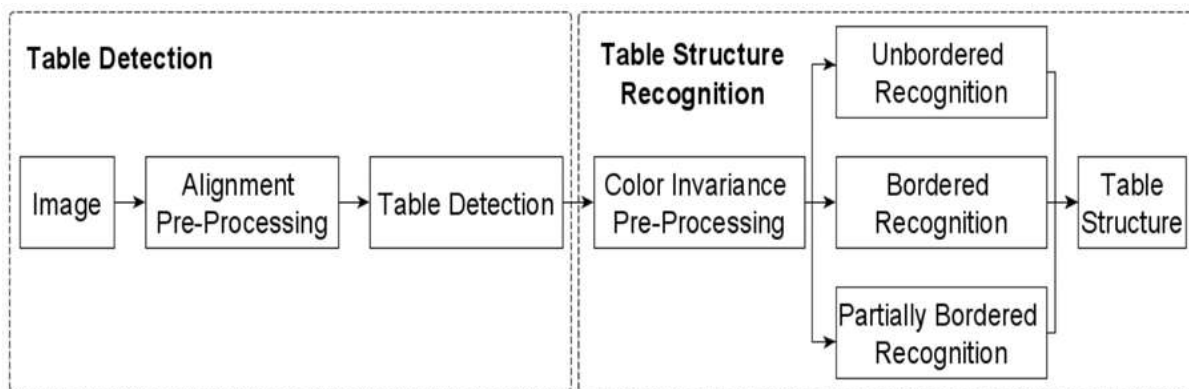 Table Detection
Image
Alignment
Pre-Processing
Table Detection
Table Structure
Recognition
Color Invariance
Pre-Processing
Unbordered
Recognition
Bordered
Recognition
Partially Bordered
Recognition
Table
Structure